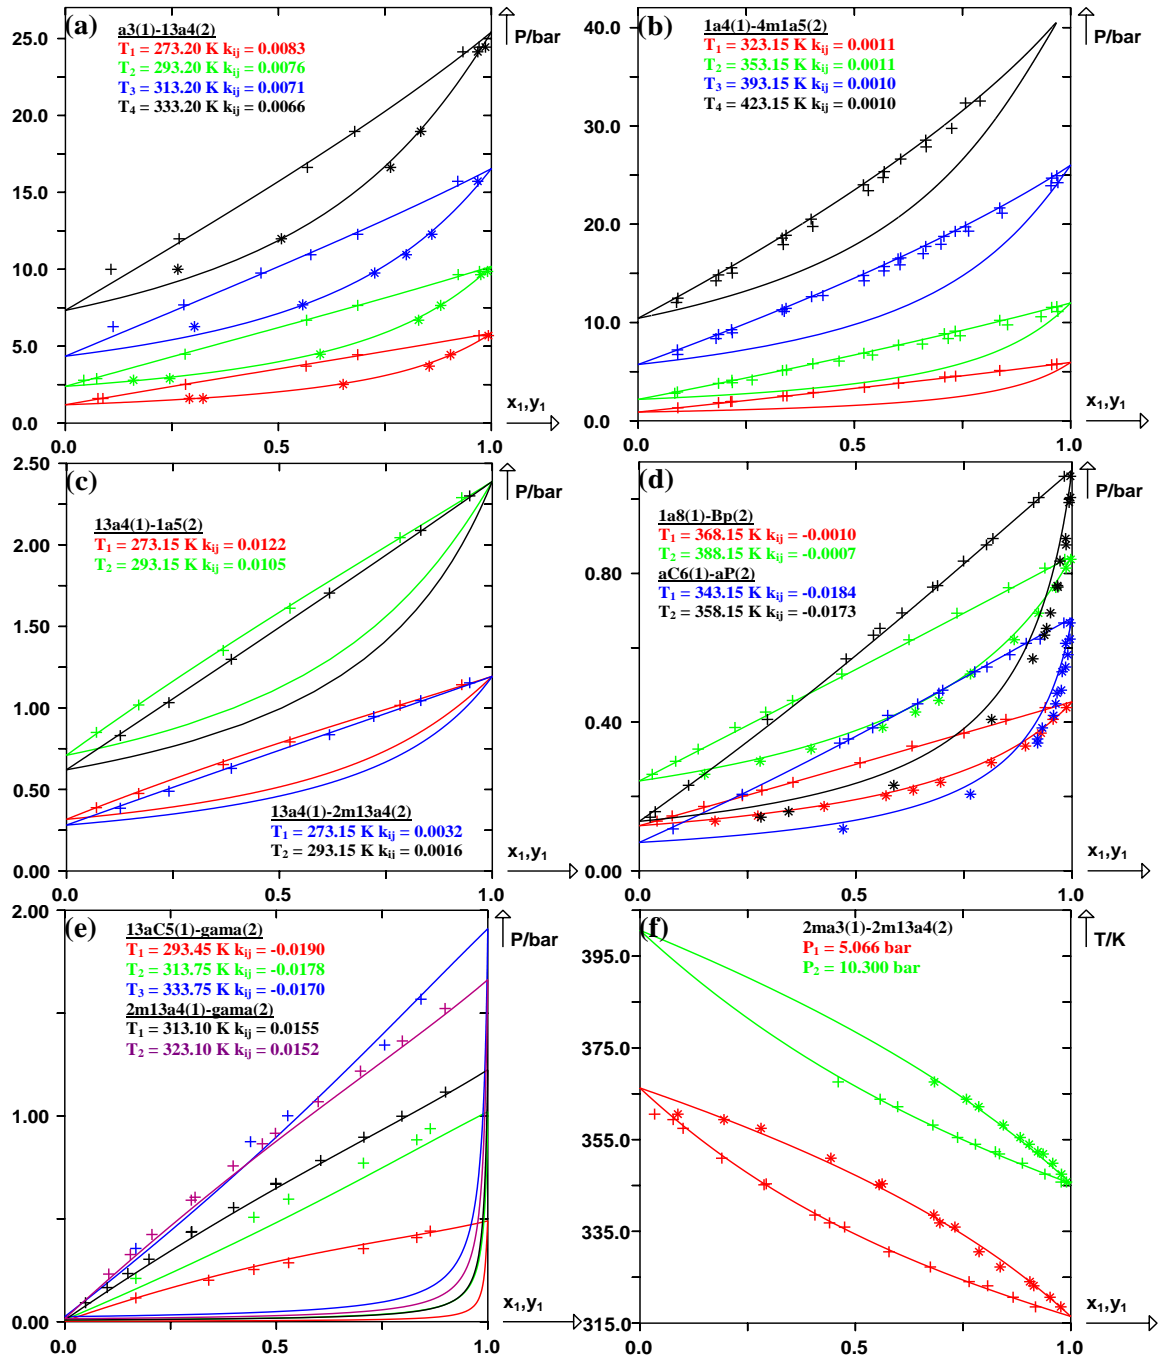 (a)
a3(1)-13a4(2)
T1 = 273.20 K kij = 0.0083
T2 = 293.20 K kij = 0.0076
T3 = 313.20 K kij = 0.0071
T4 = 333.20 K kij = 0.0066
P/bar
25.0
20.0
15.0
10.0
5.0
0.0
x1,y1
0.0 0.5 1.0
(b)
1a4(1)-4m1a5(2)
T1 = 323.15 K kij = 0.0011
T2 = 353.15 K kij = 0.0011
T3 = 393.15 K kij = 0.0010
T4 = 423.15 K kij = 0.0010
P/bar
40.0
30.0
20.0
10.0
0.0
x1,y1
0.0 0.5 1.0
(c)
P/bar
2.50
2.00
1.50
1.00
0.50
0.00
13a4(1)-1a5(2)
T1 = 273.15 K kij = 0.0122
T2 = 293.15 K kij = 0.0105
13a4(1)-2m13a4(2)
T1 = 273.15 K kij = 0.0032
T2 = 293.15 K kij = 0.0016
x1,y1
0.0 0.5 1.0
(d)
P/bar
1a8(1)-Bp(2)
T1 = 368.15 K kij = -0.0010
T2 = 388.15 K kij = -0.0007
aC6(1)-aP(2)
T1 = 343.15 K kij = -0.0184
T2 = 358.15 K kij = -0.0173
0.80
0.40
0.00
x1,y1
0.0 0.5 1.0
(e)
13aC5(1)-gama(2)
T1 = 293.45 K kij = -0.0190
T2 = 313.75 K kij = -0.0178
T3 = 333.75 K kij = -0.0170
2m13a4(1)-gama(2)
T1 = 313.10 K kij = 0.0155
T2 = 323.10 K kij = 0.0152
P/bar
2.00
1.00
0.00
x1,y1
0.0 0.5 1.0
(f)
2ma3(1)-2m13a4(2)
P1 = 5.066 bar
P2 = 10.300 bar
T/K
395.0
375.0
355.0
335.0
315.0
x1,y1
0.0 0.5 1.0